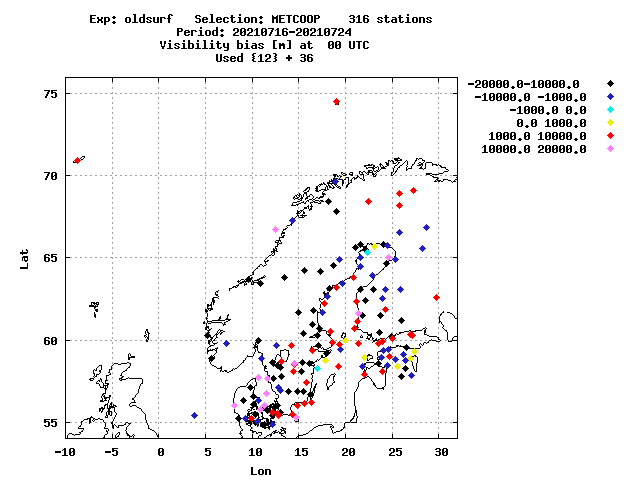 Exp: oldsurf   Selection: METCOOP    316 stations
Period: 20210716-20210724
Visibility bias [m] at  00 UTC
Used {12} + 36
-20000.0-10000.0
-10000.0 -1000.0
-1000.0 0.0
0.0 1000.0
1000.0 10000.0
10000.0 20000.0
75
70
65
60
55
Lat
-10 -5 0 5 10 15 20 25 30
Lon